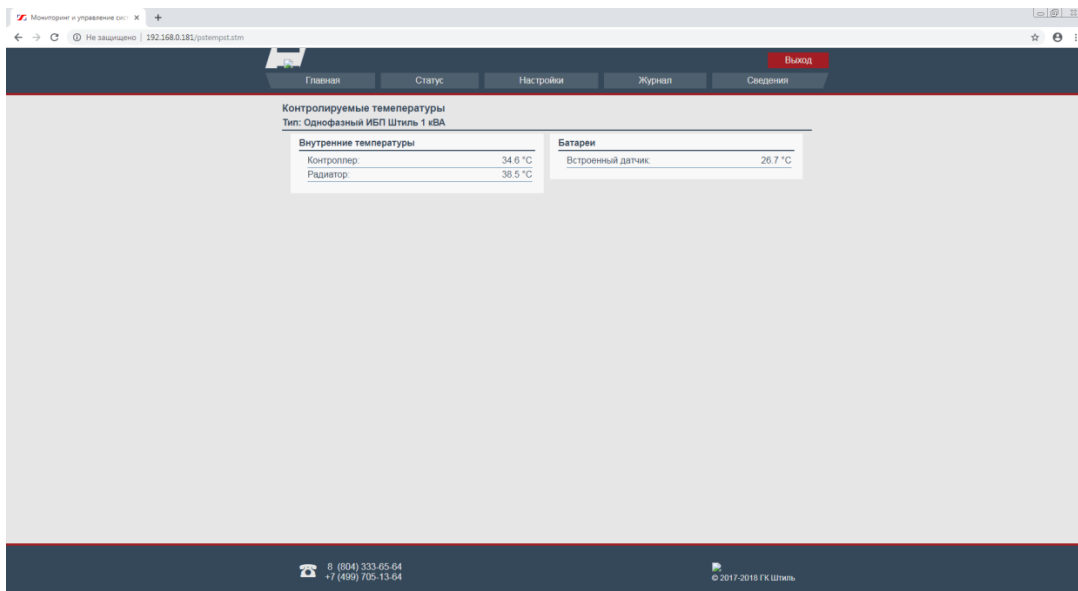 Мониторинг и управление сист
Не защищено | 192.168.0.181/pstempst.stm
Выход
Главная Статус Настройки Журнал Сведения
Контролируемые темепературы
Тип: Однофазный ИБП Штиль 1 кВА
Внутренние температуры
Контроллер: 34.6 °C
Радиатор: 38.5 °C
Батареи
Встроенный датчик: 26.7 °C
8 (804) 333-65-64
+7 (499) 705-13-64
© 2017-2018 ГК Штиль